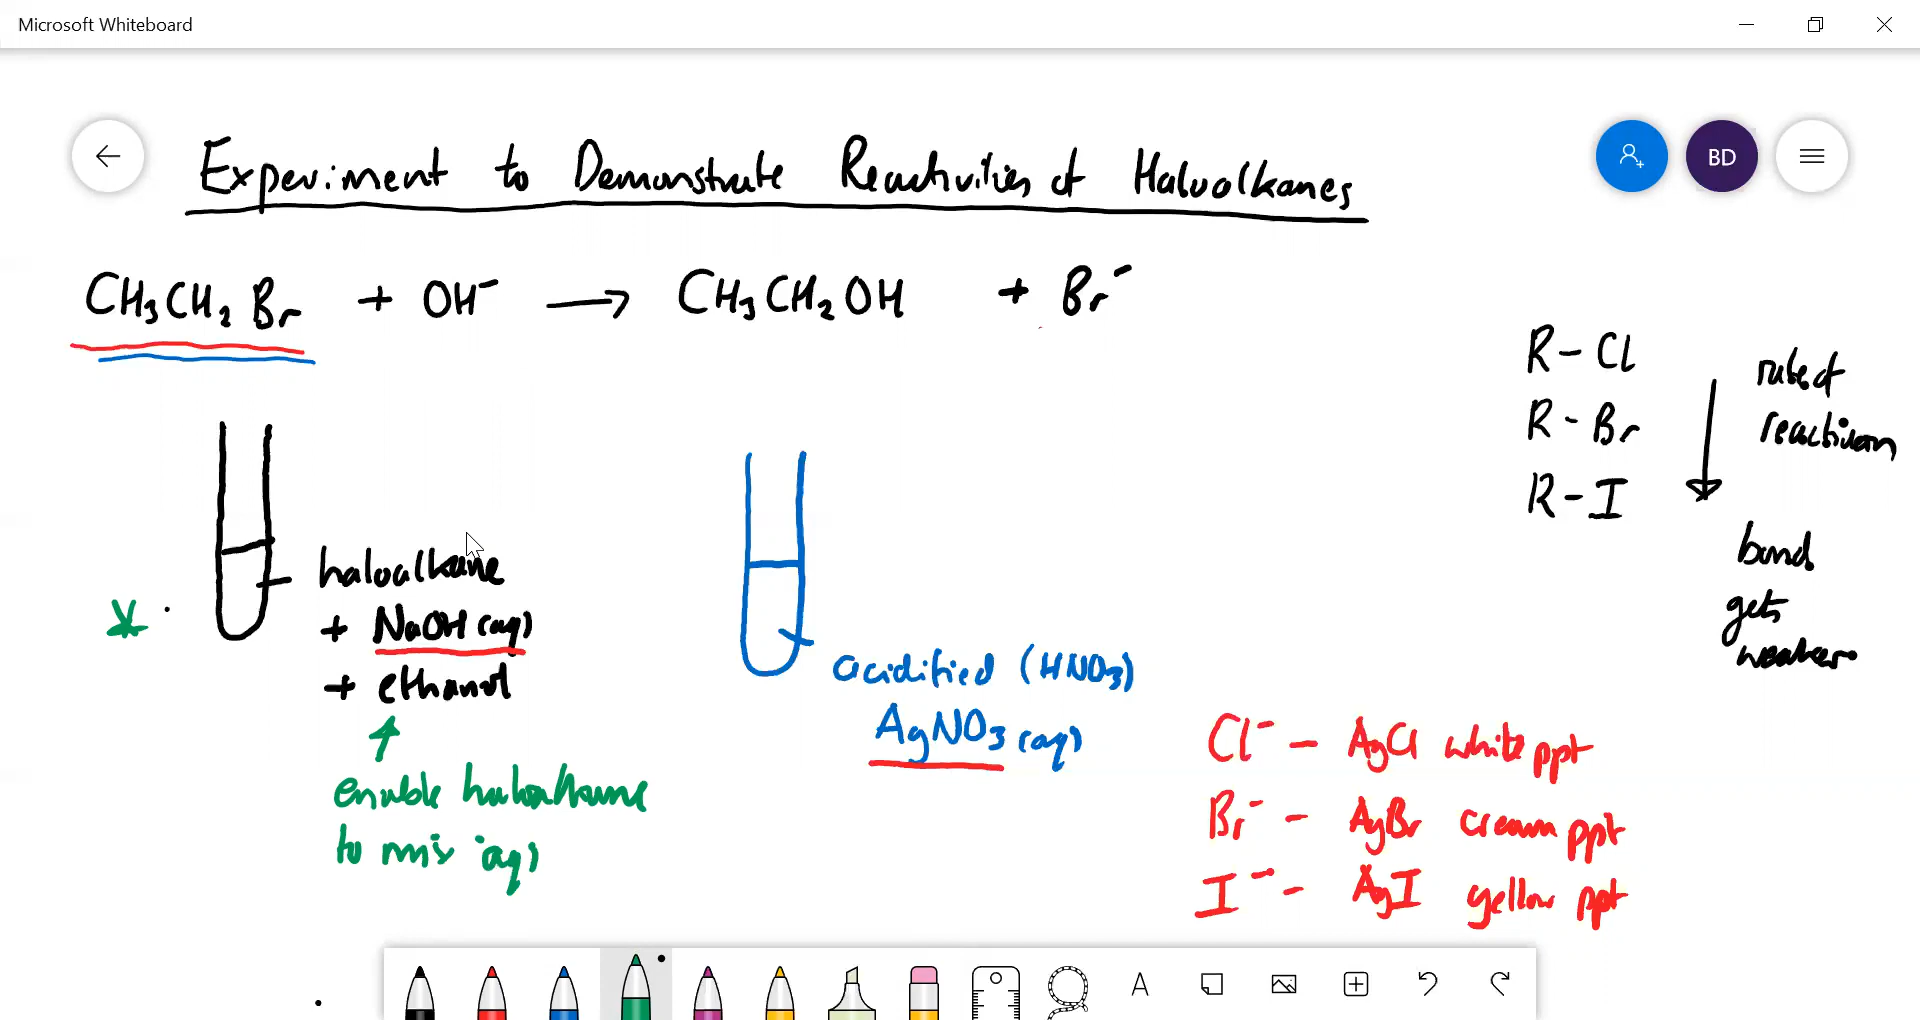 Microsoft Whiteboard
Experiment to Demonstrate Reactivities of Haloalkanes
BD
CH₃CH₂Br + OH⁻ → CH₃CH₂OH + Br⁻
R - Cl
R - Br
R - I
rate of
reaction
bond
gets
weaker
haloalkane
+ NaOH (aq)
+ ethanol
enable haloalkane
to mix (aq)
acidified (HNO₃)
AgNO₃ (aq)
Cl⁻ - AgCl white ppt
Br⁻ - AgBr cream ppt
I⁻ - AgI yellow ppt
A